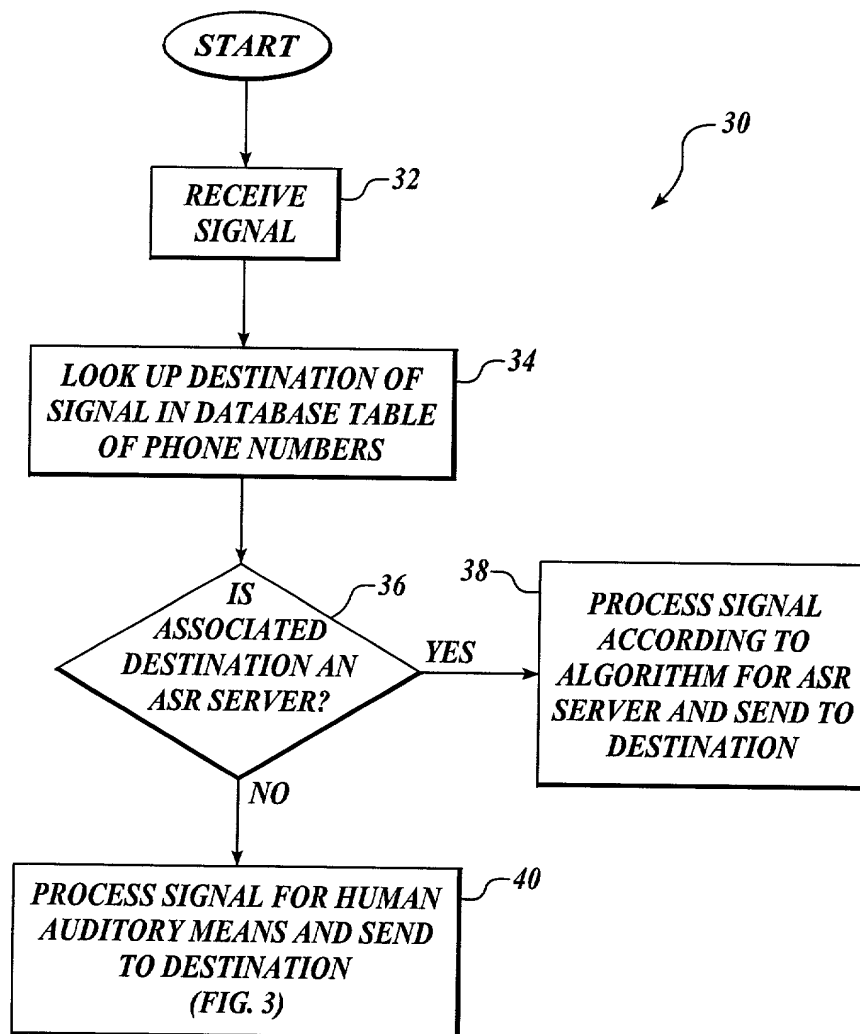 START
30
32
RECEIVE
SIGNAL
34
LOOK UP DESTINATION OF
SIGNAL IN DATABASE TABLE
OF PHONE NUMBERS
36
IS
ASSOCIATED
DESTINATION AN
ASR SERVER?
YES
38
PROCESS SIGNAL
ACCORDING TO
ALGORITHM FOR ASR
SERVER AND SEND TO
DESTINATION
NO
40
PROCESS SIGNAL FOR HUMAN
AUDITORY MEANS AND SEND
TO DESTINATION
(FIG. 3)